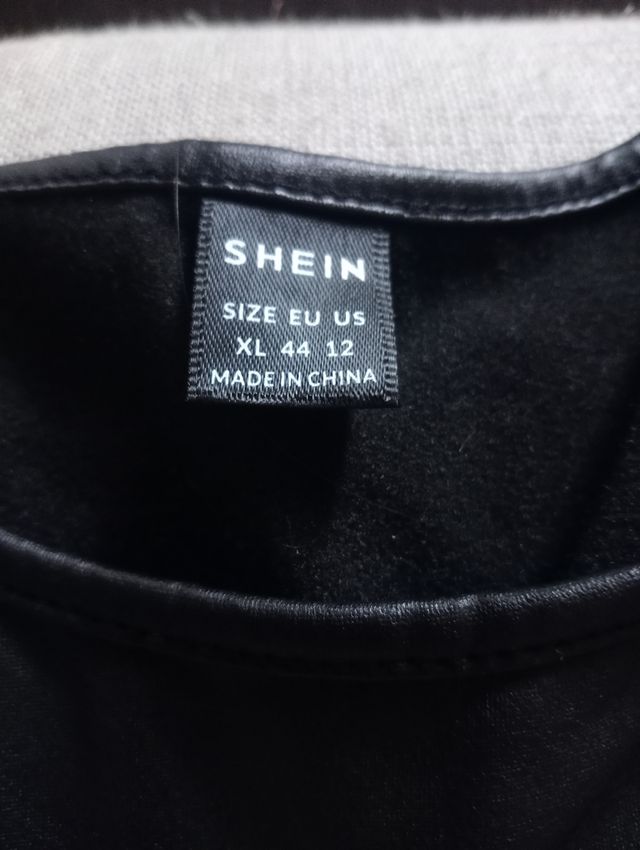 SHEIN
SIZE EU US
XL 44 12
MADE IN CHINA